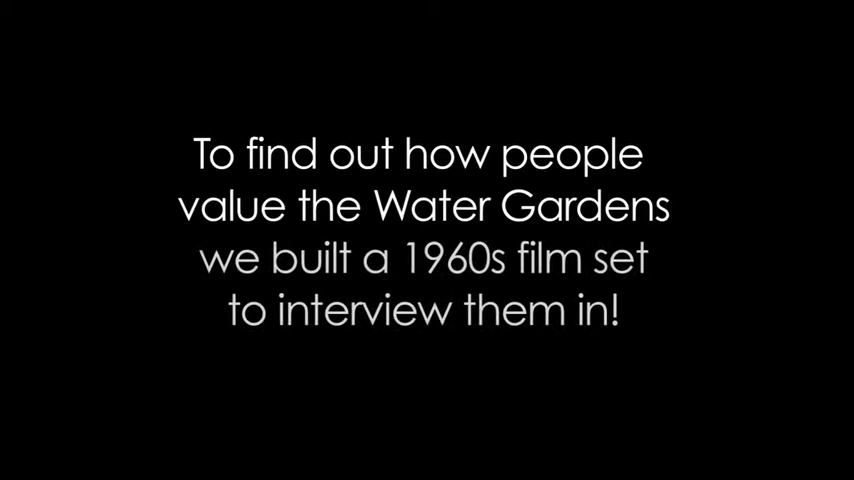 To find out how people
value the Water Gardens
we built a 1960s film set
to interview them in!